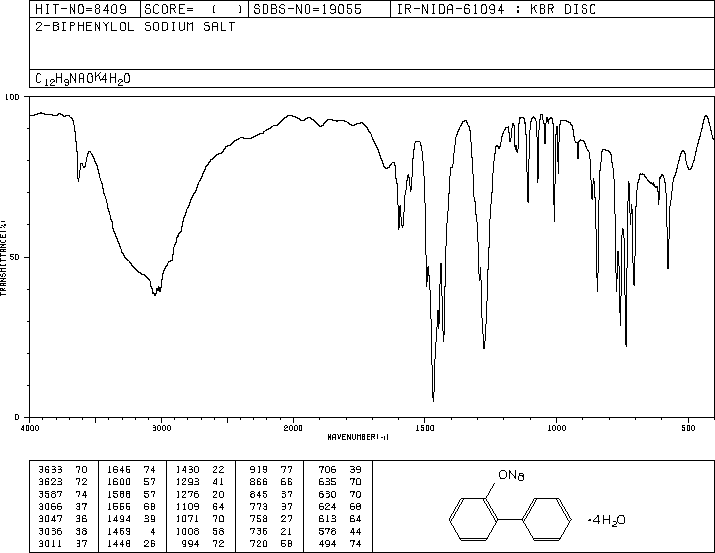 HIT-NO=8409 SCORE= ( ) SDBS-NO=19055 IR-NIDA-61094 : KBR DISC
2-BIPHENYLOL SODIUM SALT
C12H9NAO*4H2O
100
50
0
TRANSMITTANCE(%)
4000 3000 2000 1500 1000 500
WAVENUMBER(-1)
3633 70 1646 74 1430 22 919 77 706 39
3623 72 1600 57 1293 41 866 66 635 70
3587 74 1588 57 1276 20 845 37 630 70
3066 37 1556 68 1109 64 773 37 624 68
3047 36 1494 39 1071 70 758 27 613 64
3036 38 1469 4 1008 58 736 21 578 44
3011 37 1448 26 994 72 720 58 494 74
ONa
·4H2O